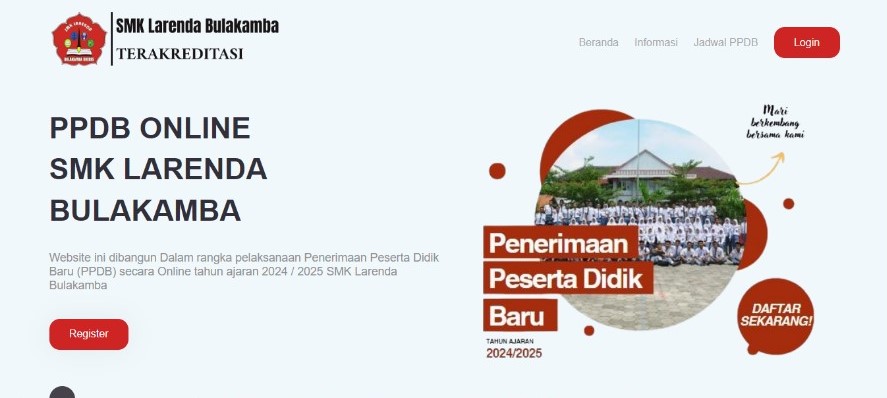 SMK Larenda Bulakamba
TERAKREDITASI
Beranda
Informasi
Jadwal PPDB
Login
PPDB ONLINE
SMK LARENDA
BULAKAMBA
Website ini dibangun Dalam rangka pelaksanaan Penerimaan Peserta Didik
Baru (PPDB) secara Online tahun ajaran 2024 / 2025 SMK Larenda
Bulakamba
Register
Mari
berkembang
bersama kami
Penerimaan
Peserta Didik
Baru
TAHUN AJARAN
2024/2025
DAFTAR
SEKARANG!